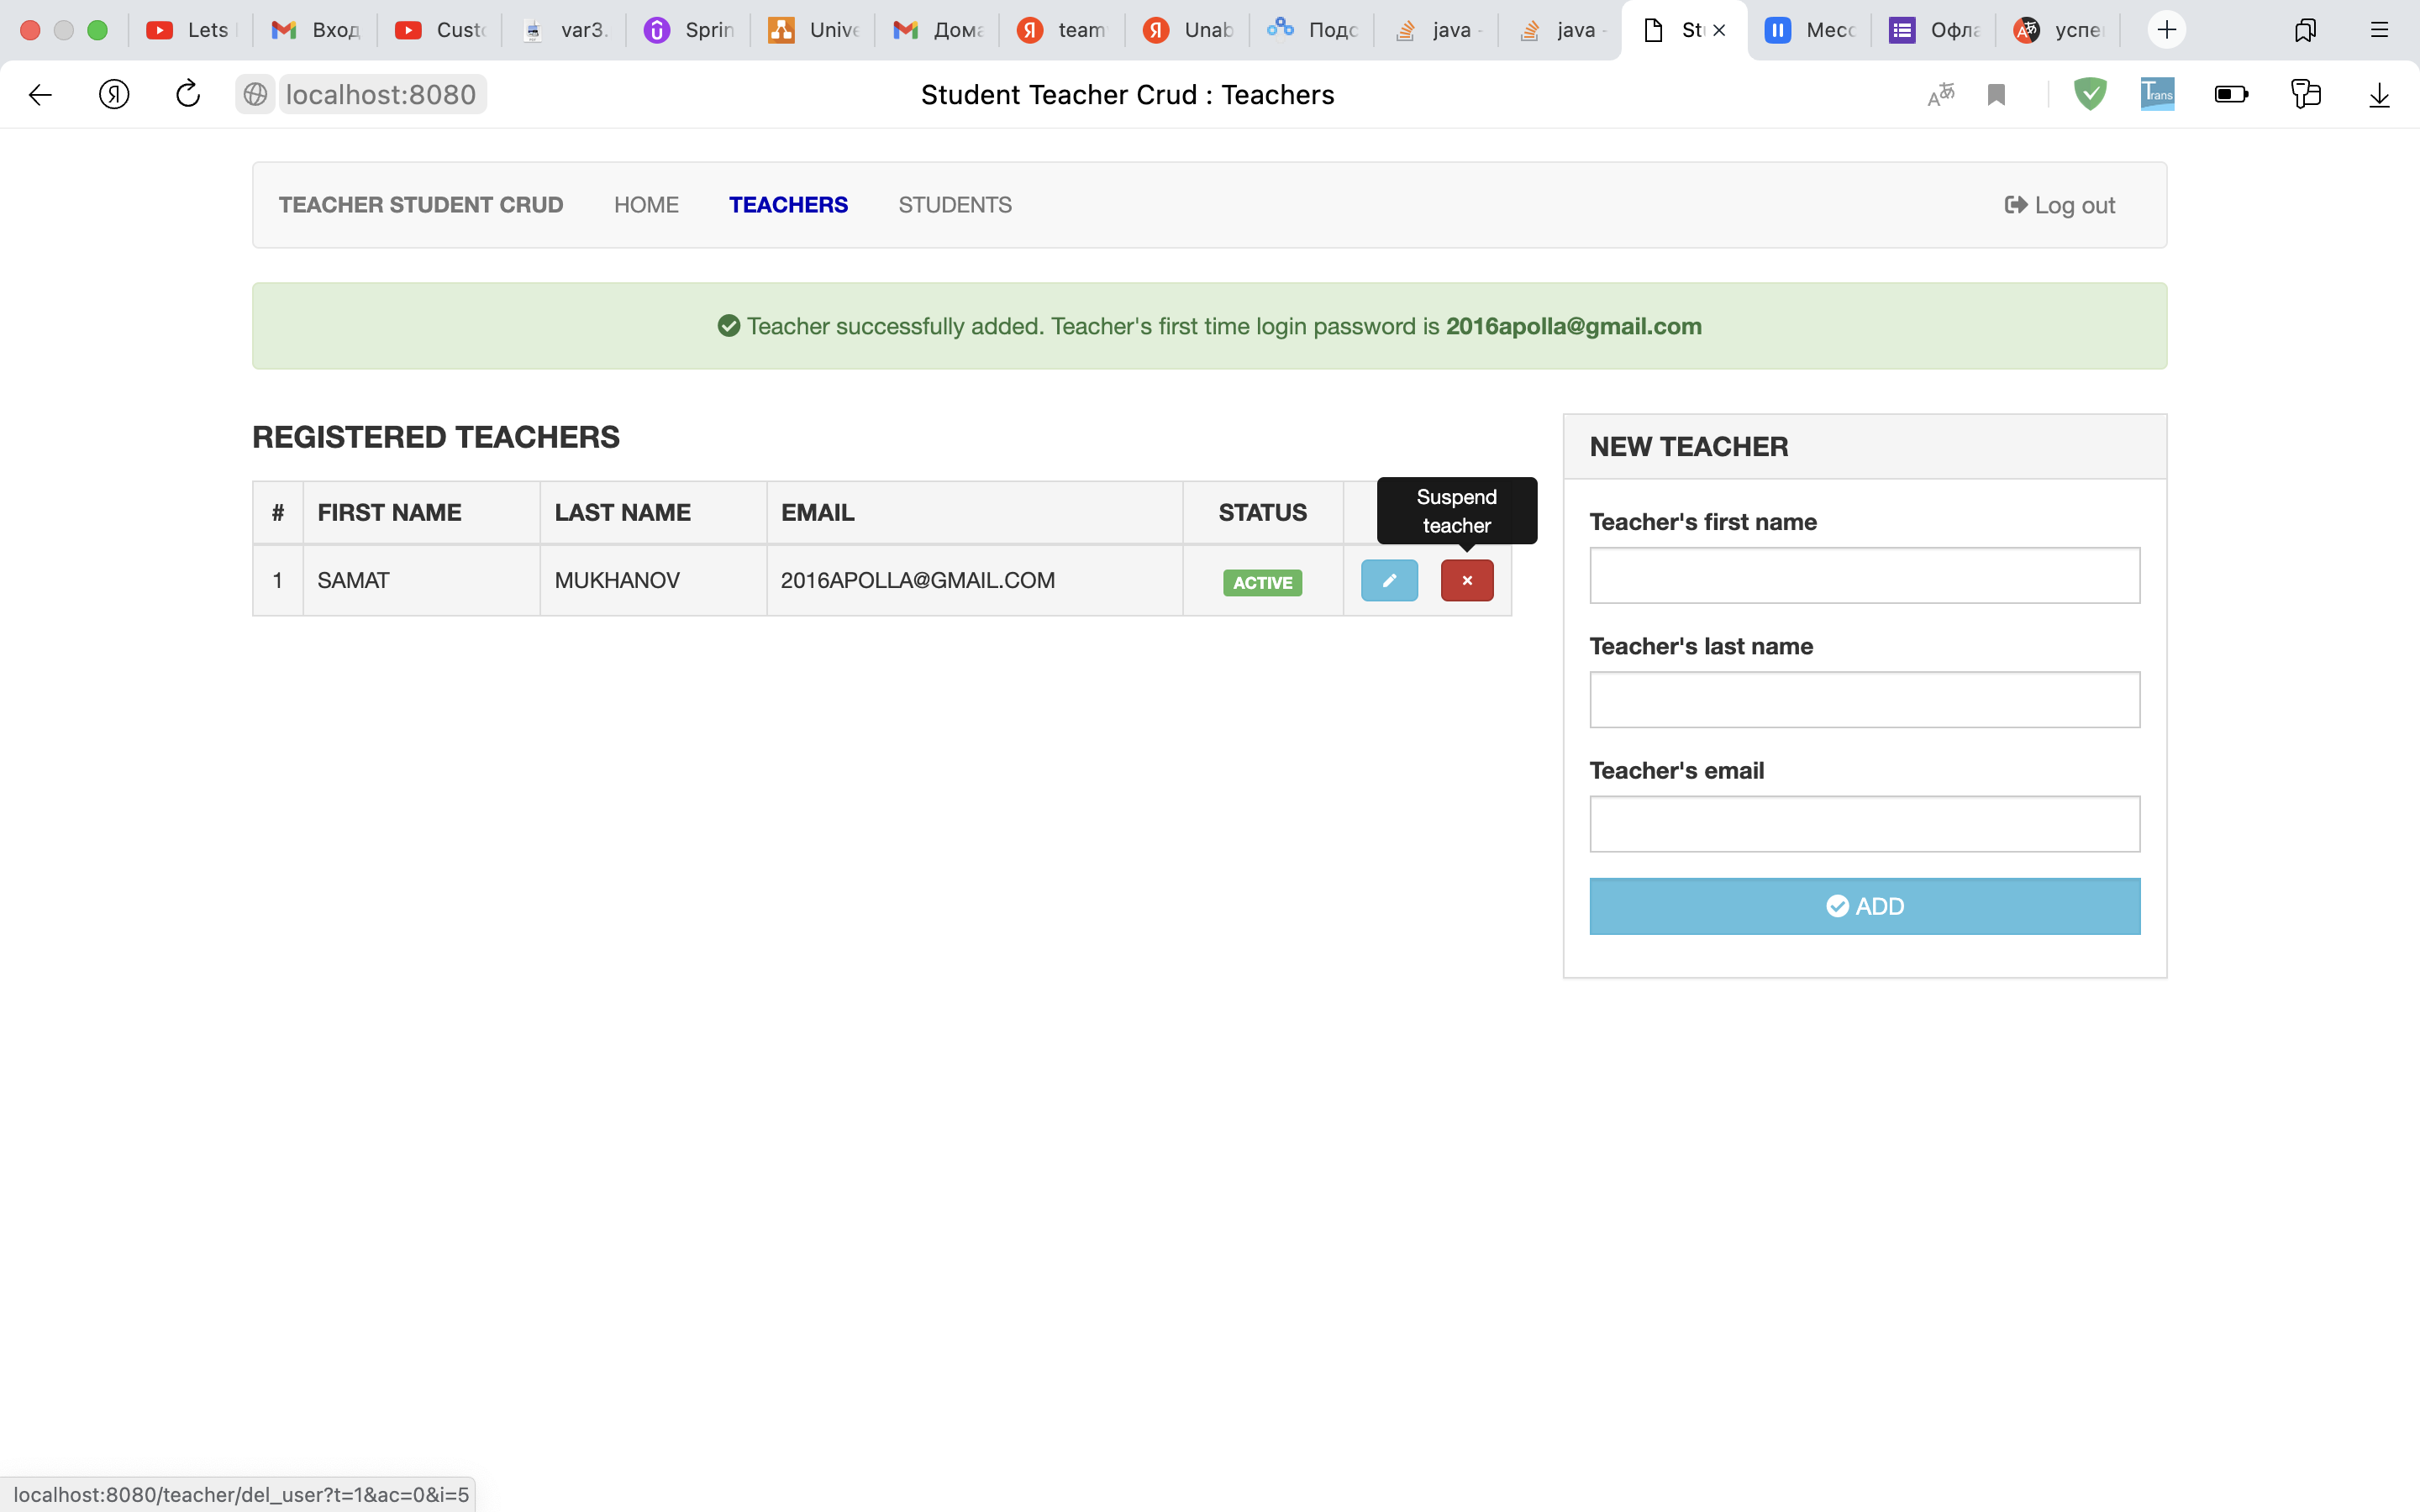 Lets
Вход
Custo
var3.
Sprin
Unive
Дома
team
Unab
Подс
java -
java -
St
Месс
Офла
успе
localhost:8080
Student Teacher Crud : Teachers
Trans
TEACHER STUDENT CRUD HOME TEACHERS STUDENTS Log out
Teacher successfully added. Teacher's first time login password is 2016apolla@gmail.com
REGISTERED TEACHERS
# FIRST NAME LAST NAME EMAIL STATUS
Suspend
teacher
1 SAMAT MUKHANOV 2016APOLLA@GMAIL.COM ACTIVE
NEW TEACHER
Teacher's first name
Teacher's last name
Teacher's email
ADD
localhost:8080/teacher/del_user?t=1&ac=0&i=5